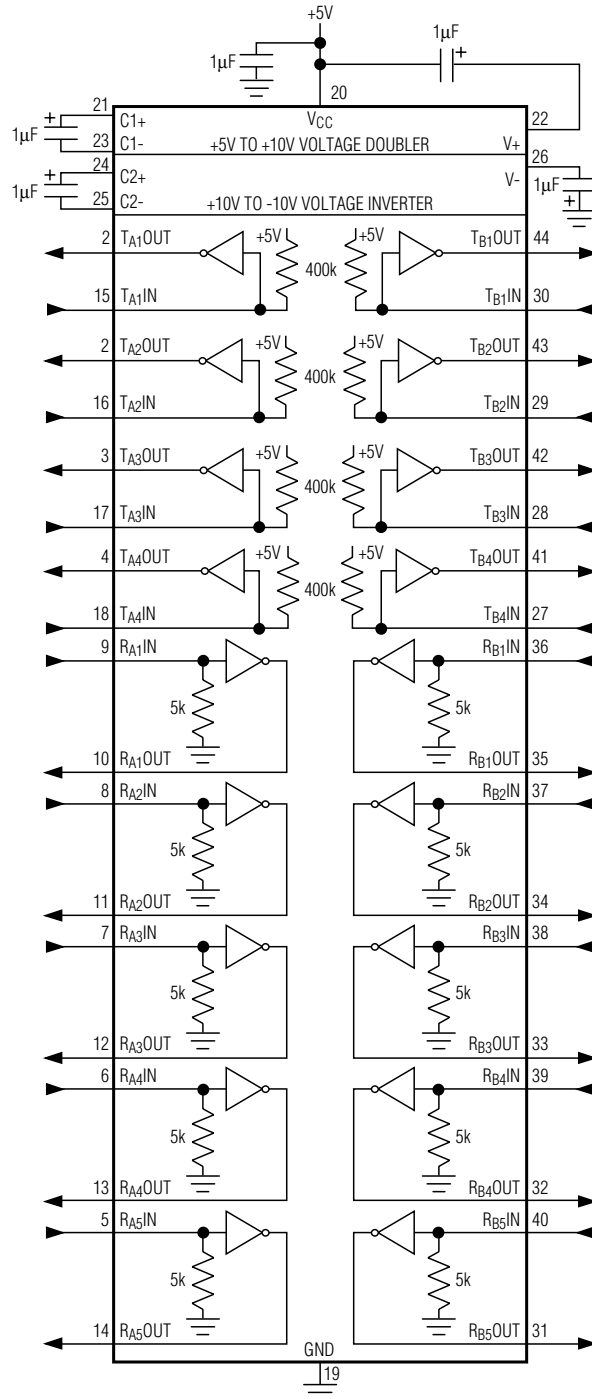 +5V
1µF
1µF
20
21
C1+
VCC
22
1µF
23
C1-
+5V TO +10V VOLTAGE DOUBLER
V+
24
C2+
26
V-
1µF
25
C2-
+10V TO -10V VOLTAGE INVERTER
1µF
2 TA1OUT +5V +5V TB1OUT 44
400k
15 TA1IN TB1IN 30
2 TA2OUT +5V +5V TB2OUT 43
400k
16 TA2IN TB2IN 29
3 TA3OUT +5V +5V TB3OUT 42
400k
17 TA3IN TB3IN 28
4 TA4OUT +5V +5V TB4OUT 41
400k
18 TA4IN TB4IN 27
9 RA1IN RB1IN 36
5k 5k
10 RA1OUT RB1OUT 35
8 RA2IN RB2IN 37
5k 5k
11 RA2OUT RB2OUT 34
7 RA3IN RB3IN 38
5k 5k
12 RA3OUT RB3OUT 33
6 RA4IN RB4IN 39
5k 5k
13 RA4OUT RB4OUT 32
5 RA5IN RB5IN 40
5k 5k
14 RA5OUT RB5OUT 31
GND
19